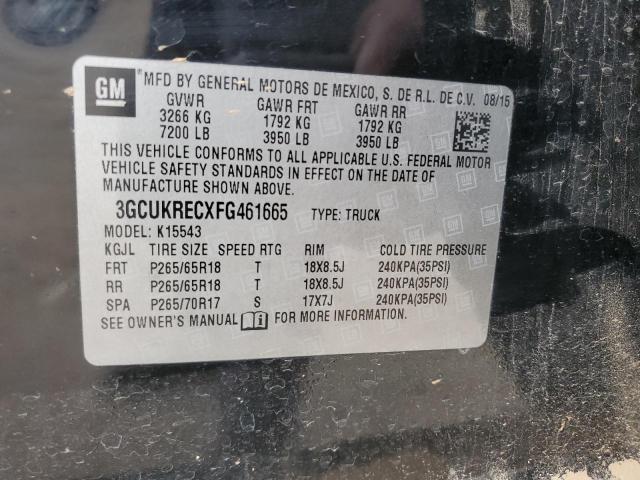 GM MFD BY GENERAL MOTORS DE MEXICO, S. DE R.L. DE C.V. 08/15
GVWR GAWR FRT GAWR RR
3266 KG 1792 KG 1792 KG
7200 LB 3950 LB 3950 LB
THIS VEHICLE CONFORMS TO ALL APPLICABLE U.S. FEDERAL MOTOR
VEHICLE SAFETY STANDARDS IN EFFECT ON THE DATE OF
MANUFACTURE SHOWN ABOVE.
3GCUKRECXFG461665 TYPE: TRUCK
MODEL: K15543
KGJL TIRE SIZE SPEED RTG RIM COLD TIRE PRESSURE
FRT P265/65R18 T 18X8.5J 240KPA(35PSI)
RR P265/65R18 T 18X8.5J 240KPA(35PSI)
SPA P265/70R17 S 17X7J 240KPA(35PSI)
SEE OWNER'S MANUAL i FOR MORE INFORMATION.